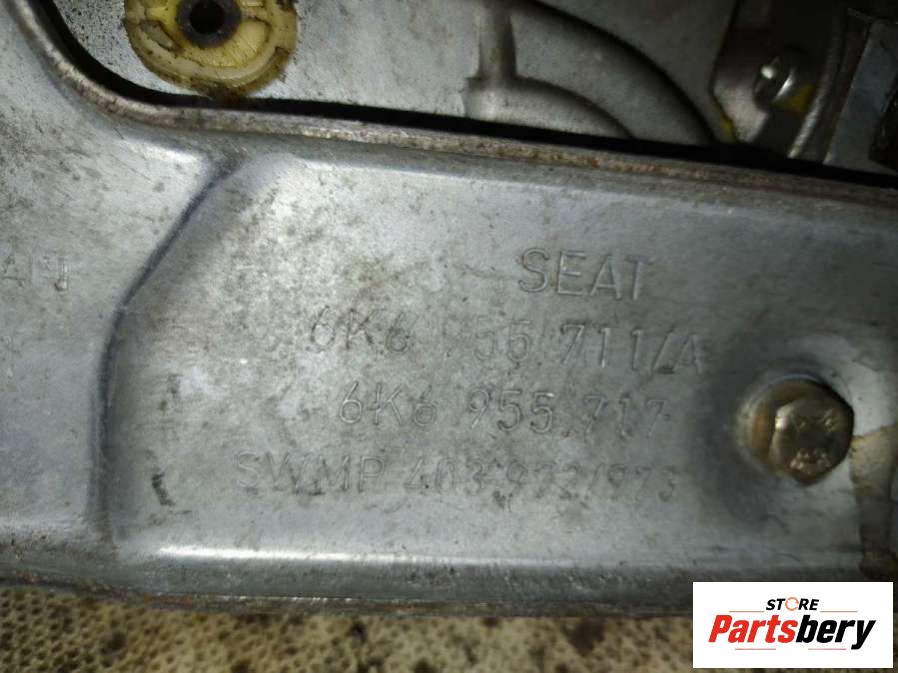 SEAT
6K6 955 711/A
6K6 955 717
SWMP 403 972/973
STORE
Partsbery